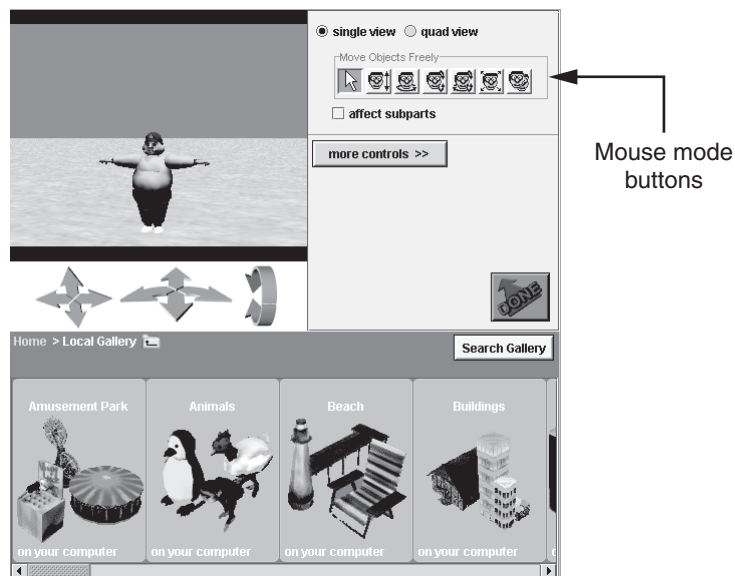 single view quad view
Move Objects Freely
affect subparts
more controls >>
Mouse mode
buttons
DONE
Home > Local Gallery
Search Gallery
Amusement Park Animals Beach Buildings
on your computer on your computer on your computer on your computer